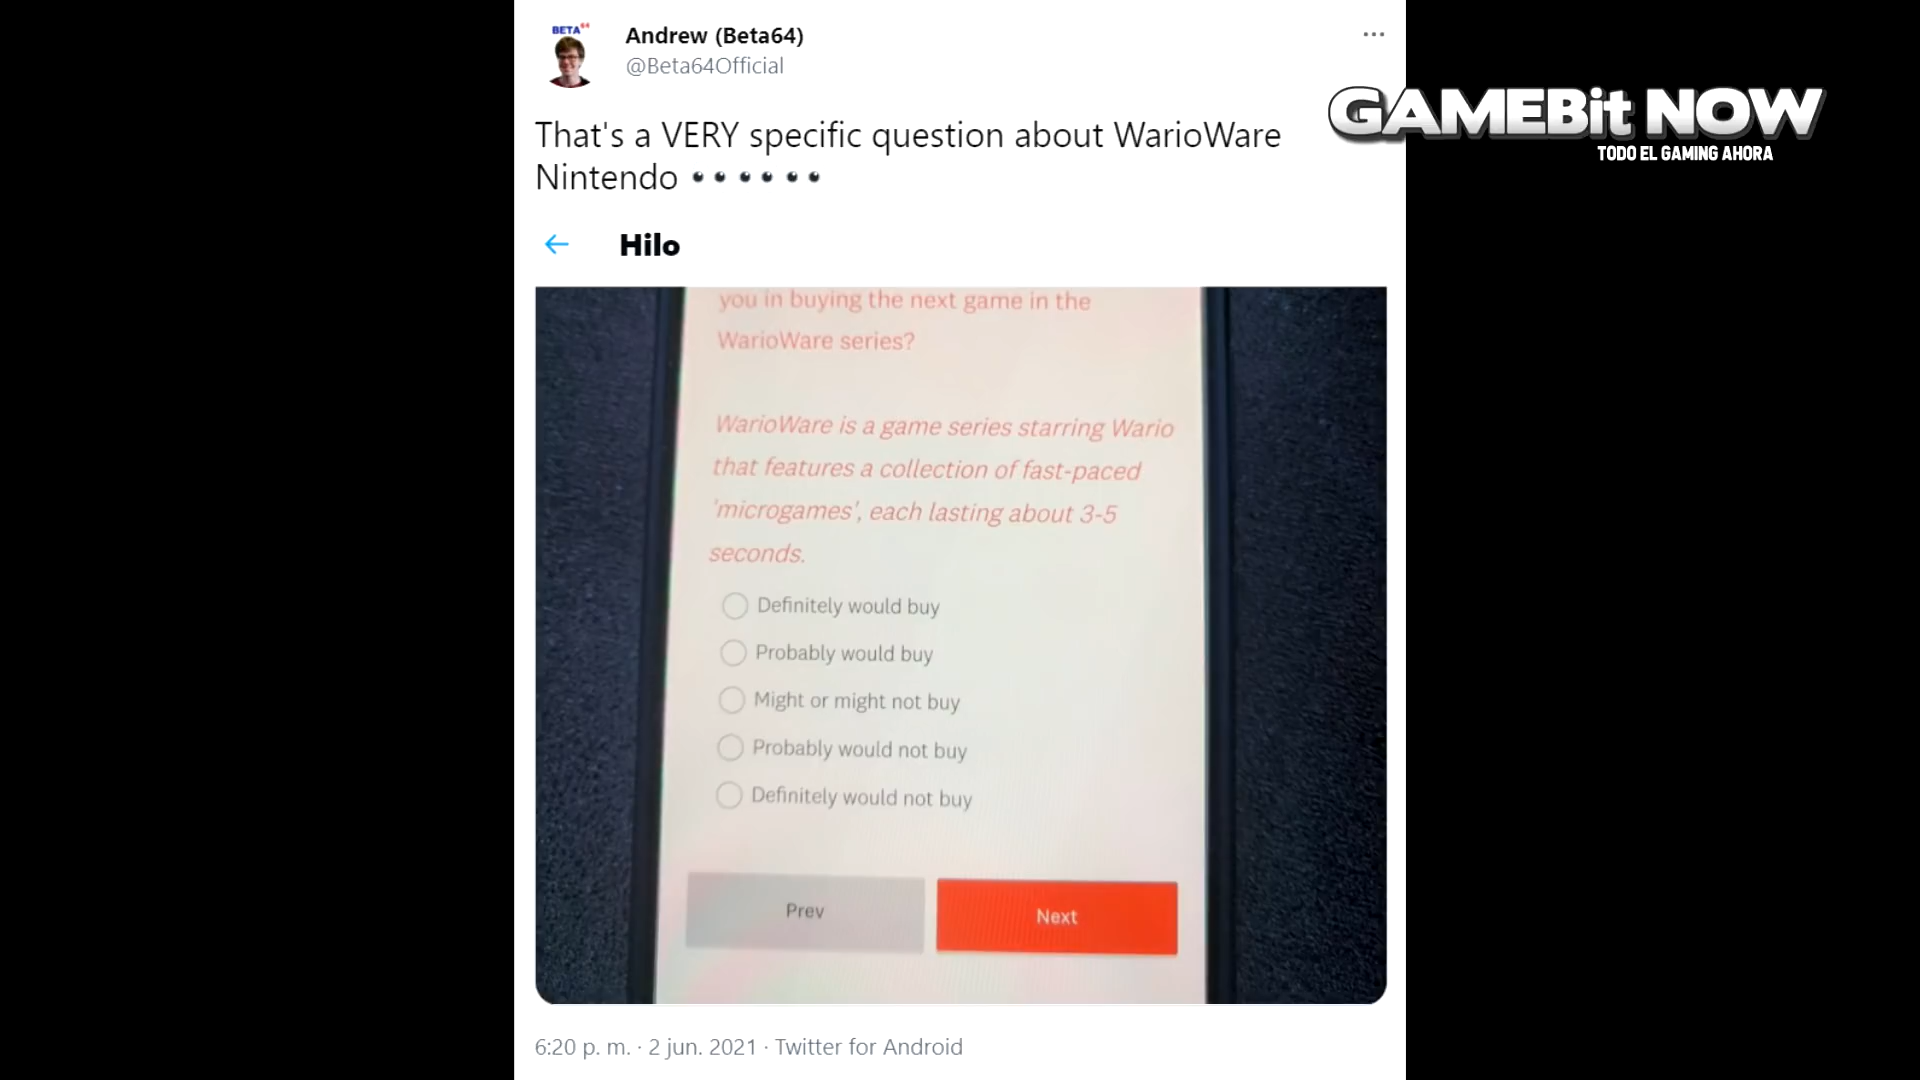 BETA64
Andrew (Beta64)
@Beta64Official
GAMEBit NOW
TODO EL GAMING AHORA
That's a VERY specific question about WarioWare
Nintendo
Hilo
you in buying the next game in the
WarioWare series?
WarioWare is a game series starring Wario
that features a collection of fast-paced
'microgames', each lasting about 3-5
seconds.
Definitely would buy
Probably would buy
Might or might not buy
Probably would not buy
Definitely would not buy
Prev
Next
6:20 p. m. · 2 jun. 2021 · Twitter for Android